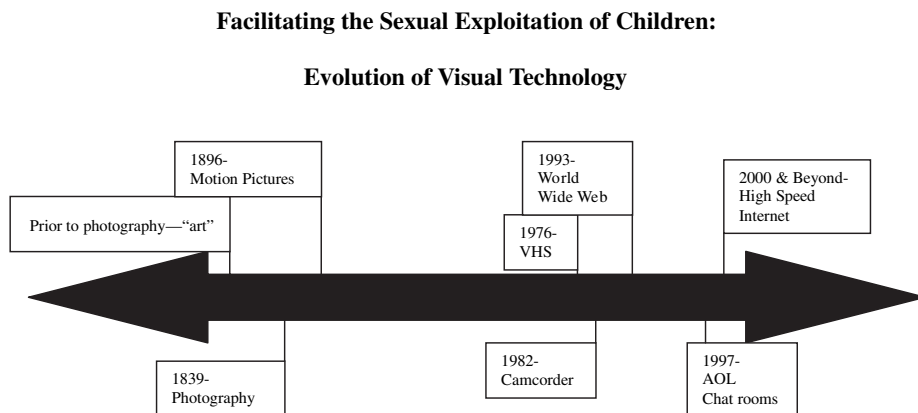 Facilitating the Sexual Exploitation of Children:
Evolution of Visual Technology
1896-
Motion Pictures
1993-
World
Wide Web
2000 & Beyond-
High Speed
Internet
Prior to photography—“art”
1976-
VHS
1839-
Photography
1982-
Camcorder
1997-
AOL
Chat rooms